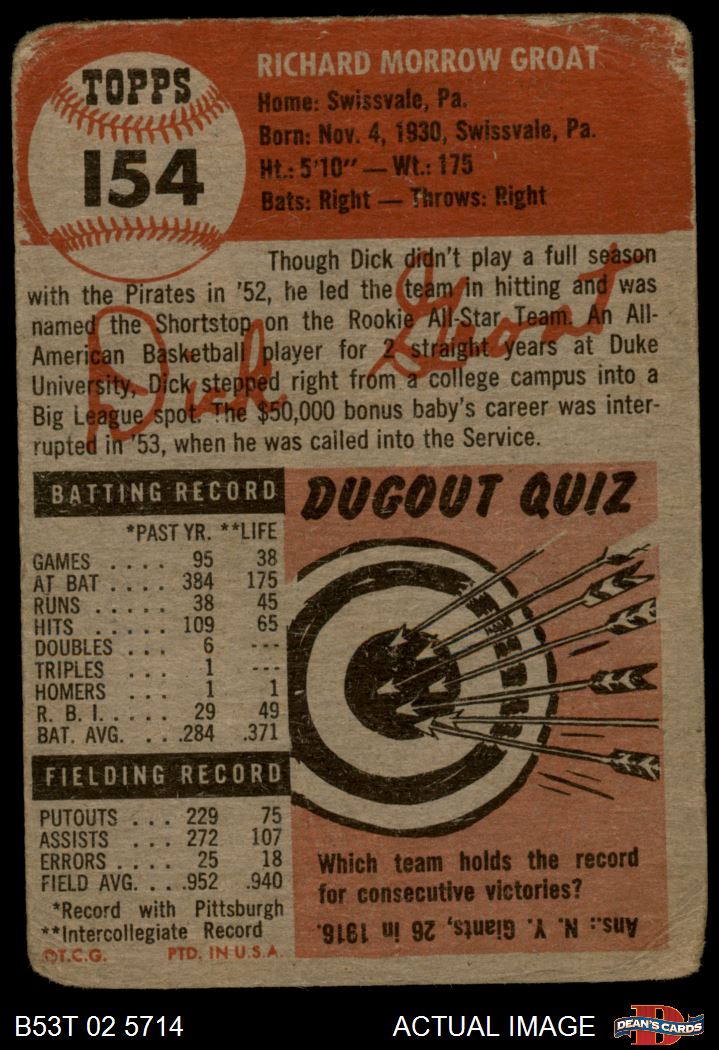 TOPPS
154
RICHARD MORROW GROAT
Home: Swissvale, Pa.
Born: Nov. 4, 1930, Swissvale, Pa.
Ht.: 5'10" — Wt.: 175
Bats: Right — Throws: Right
Though Dick didn't play a full season
with the Pirates in '52, he led the team in hitting and was
named the Shortstop on the Rookie All-Star Team. An All-
American Basketball player for 2 straight years at Duke
University, Dick stepped right from a college campus into a
Big League spot. The $50,000 bonus baby's career was inter-
rupted in '53, when he was called into the Service.
Dick Groat
BATTING RECORD
*PAST YR. **LIFE
GAMES .... 95 38
AT BAT .... 384 175
RUNS ..... 38 45
HITS ..... 109 65
DOUBLES ... 6 ---
TRIPLES ... 1 ---
HOMERS ... 1 1
R. B. I. .... 29 49
BAT. AVG. ... .284 .371
FIELDING RECORD
PUTOUTS ... 229 75
ASSISTS ... 272 107
ERRORS .... 25 18
FIELD AVG. ... .952 .940
*Record with Pittsburgh
**Intercollegiate Record
©T.C.G. PTD. IN U.S.A.
DUGOUT QUIZ
Which team holds the record
for consecutive victories?
Ans.: N. Y. Giants, 26 in 1916.
B53T 02 5714 ACTUAL IMAGE
D
DEAN'S CARDS